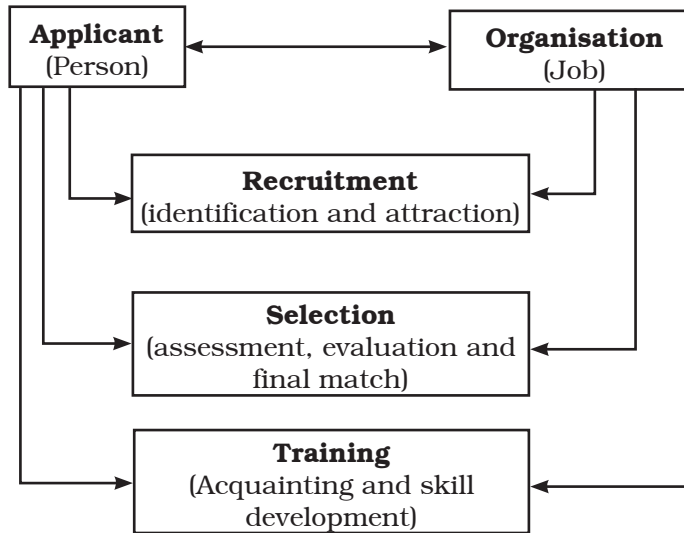 Applicant
(Person)
Organisation
(Job)
Recruitment
(identification and attraction)
Selection
(assessment, evaluation and
final match)
Training
(Acquainting and skill
development)